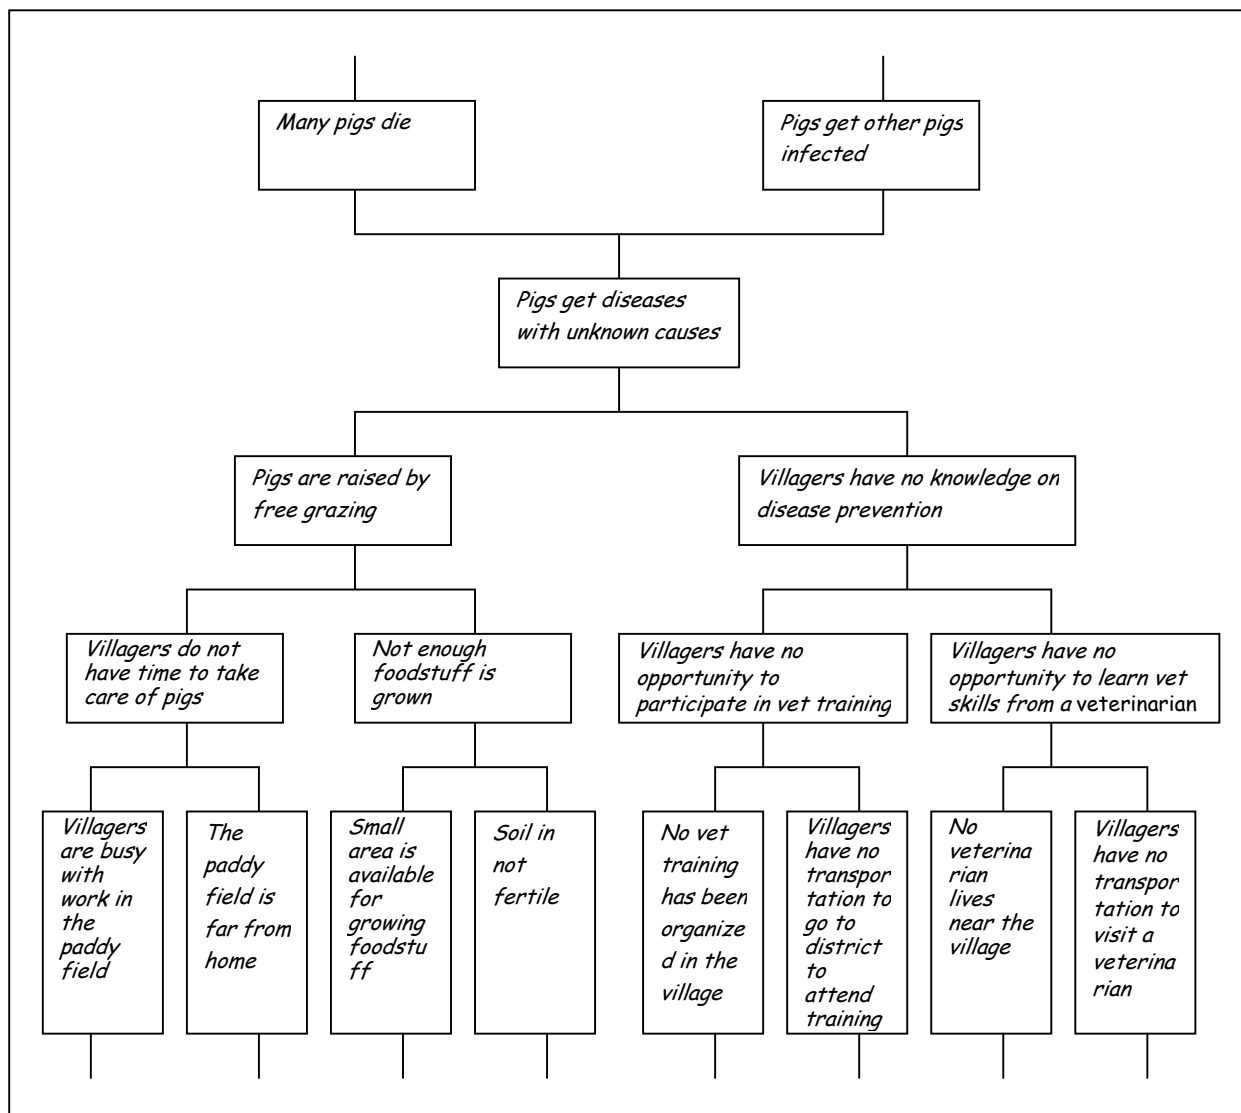 Many pigs die
Pigs get other pigs
infected
Pigs get diseases
with unknown causes
Pigs are raised by
free grazing
Villagers have no knowledge on
disease prevention
Villagers do not
have time to take
care of pigs
Not enough
foodstuff is
grown
Villagers have no
opportunity to
participate in vet training
Villagers have no
opportunity to learn vet
skills from a veterinarian
Villagers
are busy
with
work in
the
paddy
field
The
paddy
field is
far from
home
Small
area is
available
for
growing
foodstu
ff
Soil in
not
fertile
No vet
training
has been
organize
d in the
village
Villagers
have no
transpor
tation to
go to
district
to
attend
training
No
veterina
rian
lives
near the
village
Villagers
have no
transpor
tation to
visit a
veterina
rian